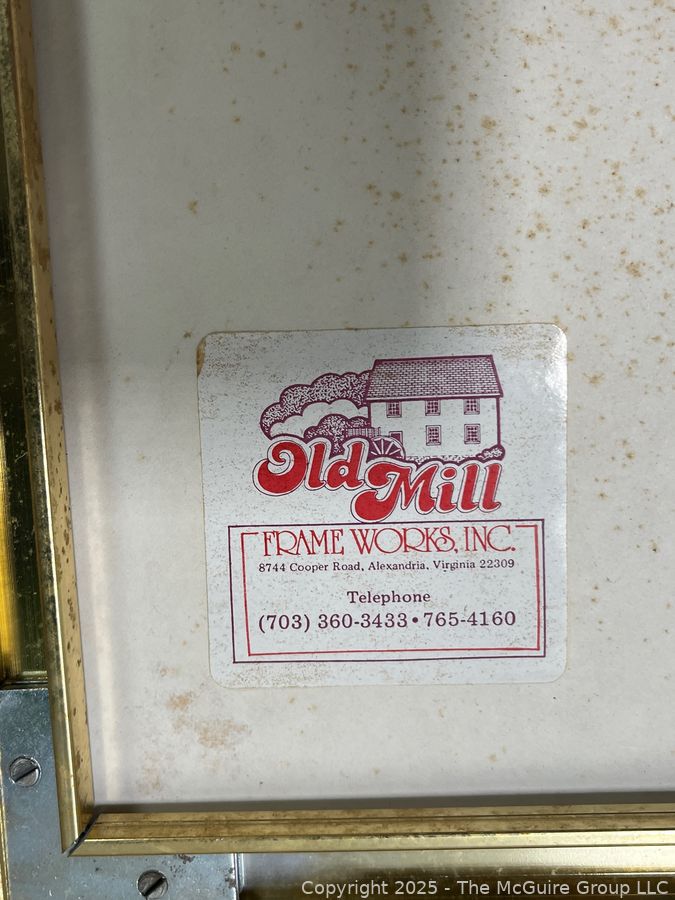 Old
Mill
FRAME WORKS, INC.
8744 Cooper Road, Alexandria, Virginia 22309
Telephone
(703) 360-3433 • 765-4160
Copyright 2025 - The McGuire Group LLC